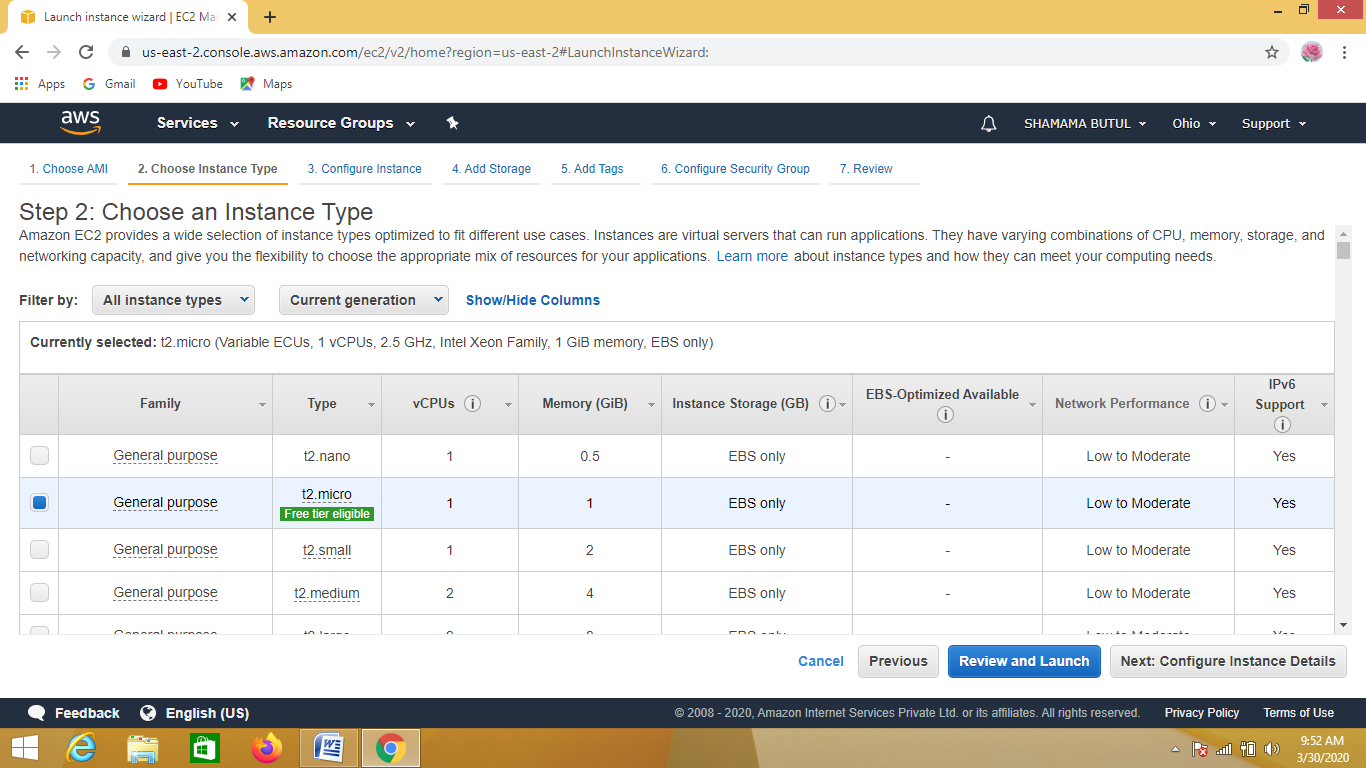 Launch instance wizard | EC2 Ma
us-east-2.console.aws.amazon.com/ec2/v2/home?region=us-east-2#LaunchInstanceWizard:
Apps Gmail YouTube Maps
aws Services Resource Groups SHAMAMA BUTUL Ohio Support
1. Choose AMI 2. Choose Instance Type 3. Configure Instance 4. Add Storage 5. Add Tags 6. Configure Security Group 7. Review
Step 2: Choose an Instance Type
Amazon EC2 provides a wide selection of instance types optimized to fit different use cases. Instances are virtual servers that can run applications. They have varying combinations of CPU, memory, storage, and
networking capacity, and give you the flexibility to choose the appropriate mix of resources for your applications. Learn more about instance types and how they can meet your computing needs.
Filter by: All instance types Current generation Show/Hide Columns
Currently selected: t2.micro (Variable ECUs, 1 vCPUs, 2.5 GHz, Intel Xeon Family, 1 GiB memory, EBS only)
Family Type vCPUs Memory (GiB) Instance Storage (GB) EBS-Optimized Available Network Performance IPv6 Support
General purpose t2.nano 1 0.5 EBS only - Low to Moderate Yes
General purpose t2.micro 1 1 EBS only - Low to Moderate Yes
Free tier eligible
General purpose t2.small 1 2 EBS only - Low to Moderate Yes
General purpose t2.medium 2 4 EBS only - Low to Moderate Yes
Cancel Previous Review and Launch Next: Configure Instance Details
Feedback English (US) © 2008 - 2020, Amazon Internet Services Private Ltd. or its affiliates. All rights reserved. Privacy Policy Terms of Use
9:52 AM
3/30/2020